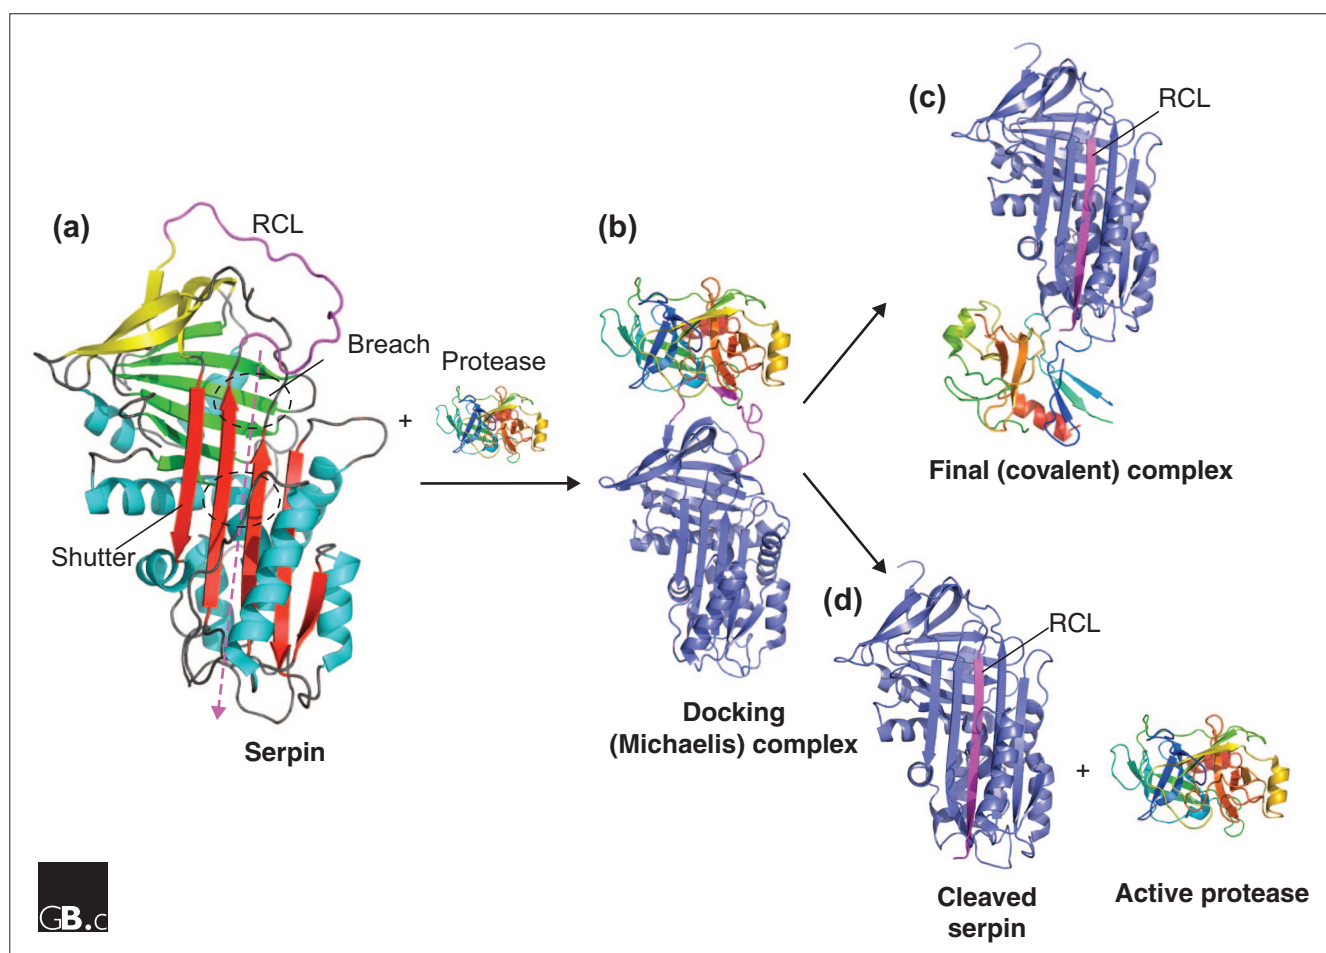 (a)
RCL
Breach
Shutter
Serpin
+
Protease
(b)
Docking
(Michaelis) complex
(c)
RCL
Final (covalent) complex
(d)
RCL
Cleaved
serpin
+
Active protease
GB.c